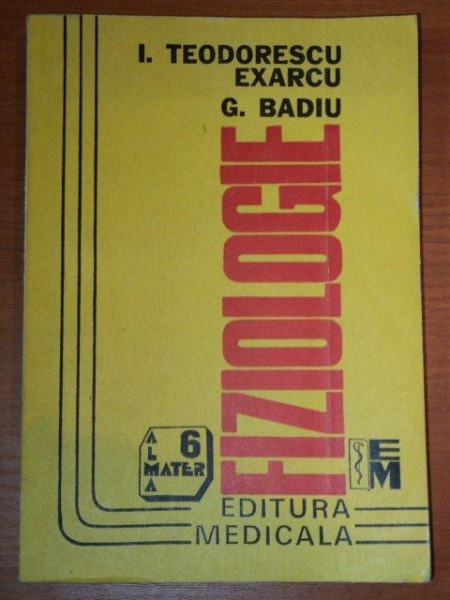 I. TEODORESCU
EXARCU
G. BADIU
FIZIOLOGIE
6
ALMA
MATER
EM
EDITURA
MEDICALA